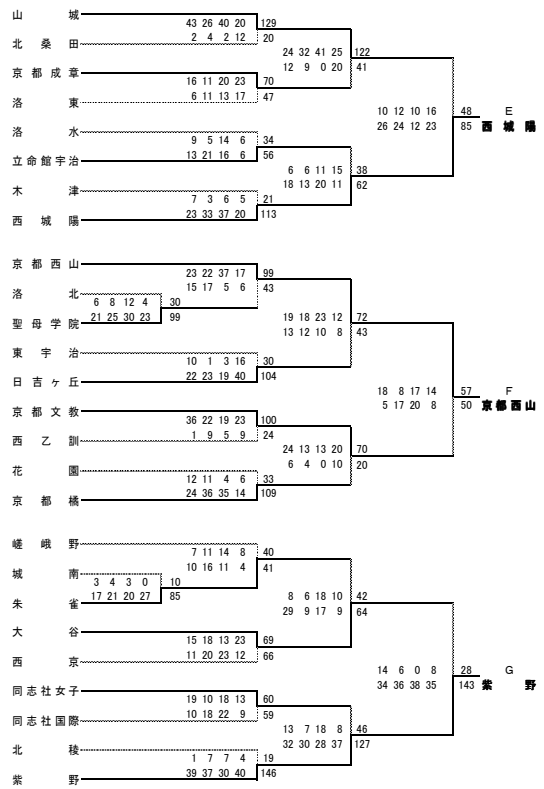 山城
43 26 40 20 129
2 4 2 12 20
北桑田
24 32 41 25 122
12 9 0 20 41
京都成章
16 11 20 23 70
6 11 13 17 47
洛東
10 12 10 16 48 E
26 24 12 23 85 西城陽
洛水
9 5 14 6 34
13 21 16 6 56
立命館宇治
6 6 11 15 38
18 13 20 11 62
木津
7 3 6 5 21
23 33 37 20 113
西城陽
京都西山
23 22 37 17 99
15 17 5 6 43
洛北
6 8 12 4 30
21 25 30 23 99
聖母学院
19 18 23 12 72
13 12 10 8 43
東宇治
10 1 3 16 30
22 23 19 40 104
日吉ヶ丘
18 8 17 14 57 F
5 17 20 8 50 京都西山
京都文教
36 22 19 23 100
1 9 5 9 24
西乙訓
24 13 13 20 70
6 4 0 10 20
花園
12 11 4 6 33
24 36 35 14 109
京都橘
嵯峨野
7 11 14 8 40
10 16 11 4 41
城南
3 4 3 0 10
17 21 20 27 85
朱雀
8 6 18 10 42
29 9 17 9 64
大谷
15 18 13 23 69
11 20 23 12 66
西京
14 6 0 8 28 G
34 36 38 35 143 紫野
同志社女子
19 10 18 13 60
10 18 22 9 59
同志社国際
13 7 18 8 46
32 30 28 37 127
北稜
1 7 7 4 19
39 37 30 40 146
紫野